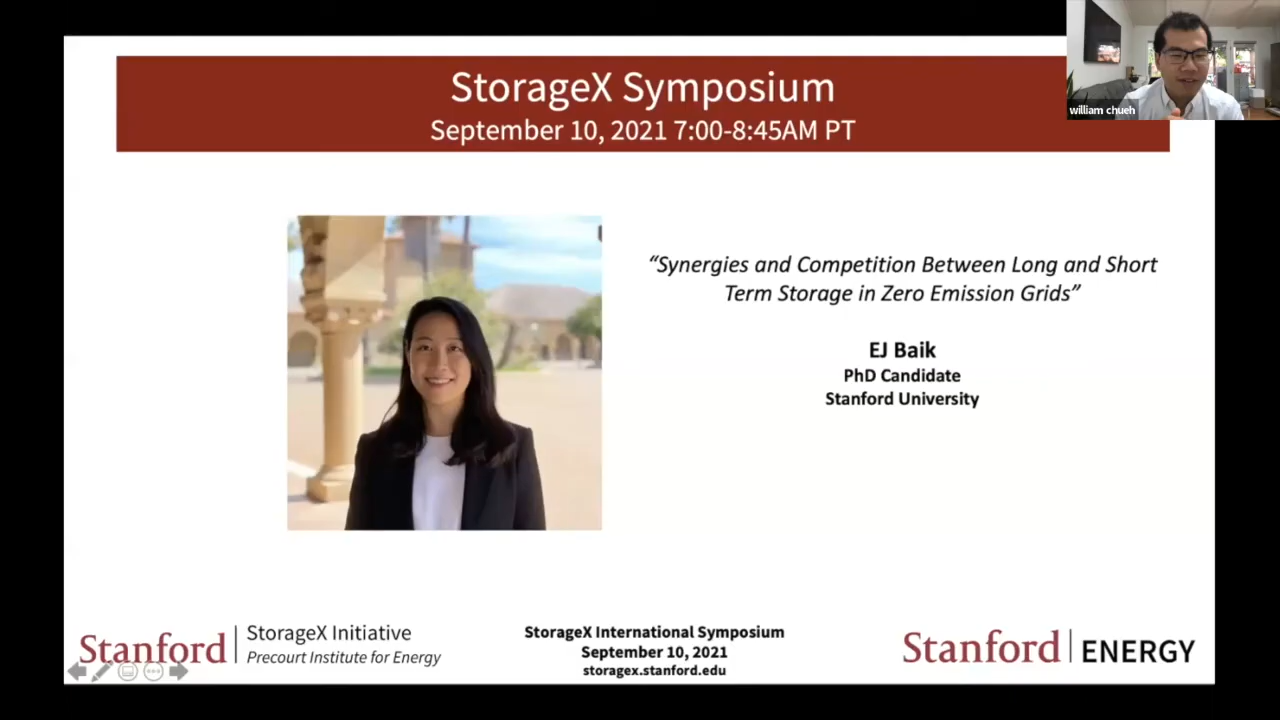 StorageX Symposium
September 10, 2021 7:00-8:45AM PT
william chueh
“Synergies and Competition Between Long and Short
Term Storage in Zero Emission Grids”
EJ Baik
PhD Candidate
Stanford University
Stanford
StorageX Initiative
Precourt Institute for Energy
StorageX International Symposium
September 10, 2021
storagex.stanford.edu
Stanford ENERGY